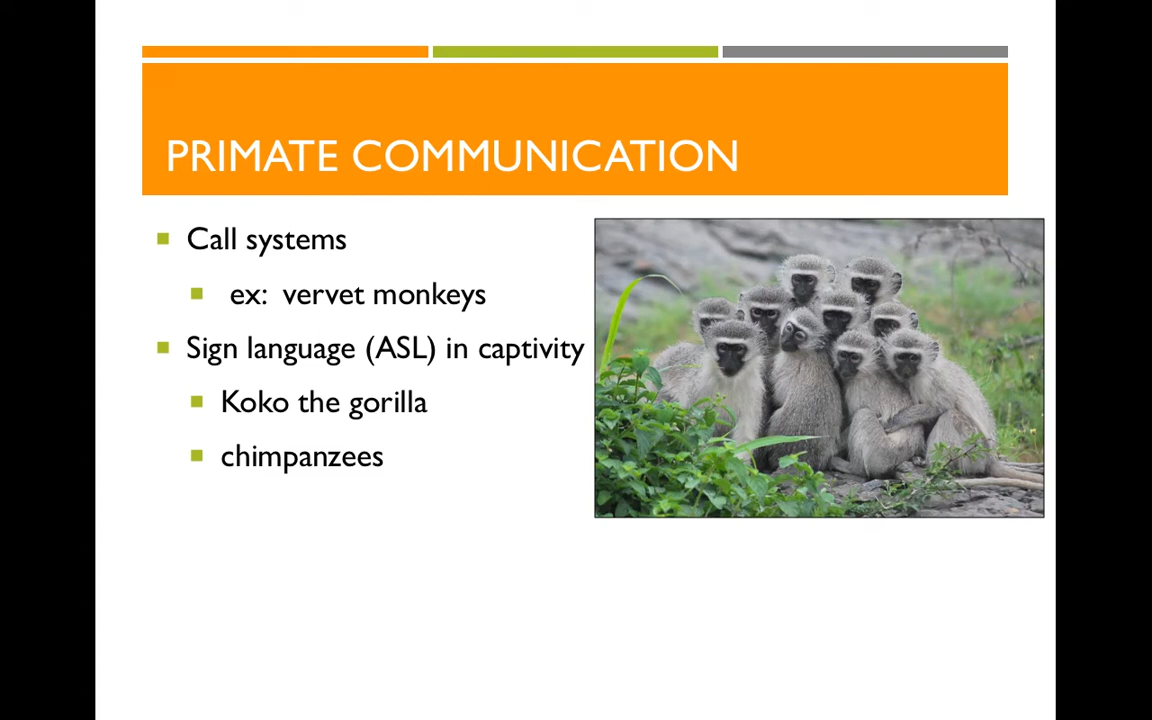 PRIMATE COMMUNICATION
Call systems
ex: vervet monkeys
Sign language (ASL) in captivity
Koko the gorilla
chimpanzees